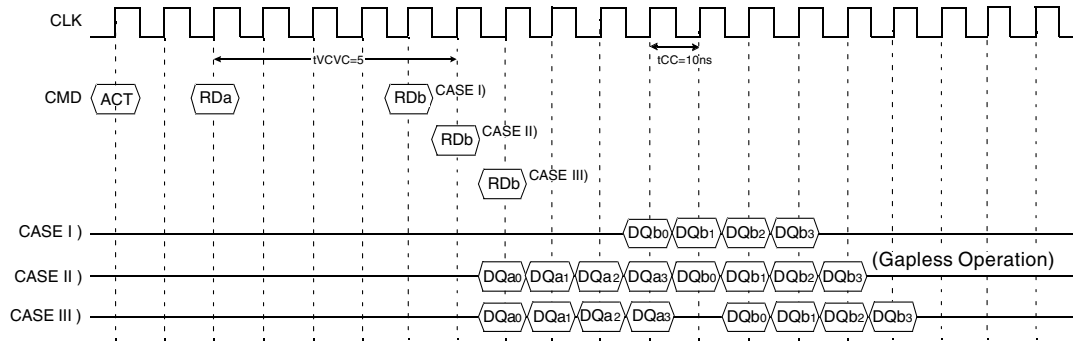 CLK
tVCVC=5
tCC=10ns
CMD ACT RDa RDb CASE I)
RDb CASE II)
RDb CASE III)
CASE I ) DQb0 DQb1 DQb2 DQb3
(Gapless Operation)
CASE II ) DQa0 DQa1 DQa2 DQa3 DQb0 DQb1 DQb2 DQb3
CASE III ) DQa0 DQa1 DQa2 DQa3 DQb0 DQb1 DQb2 DQb3